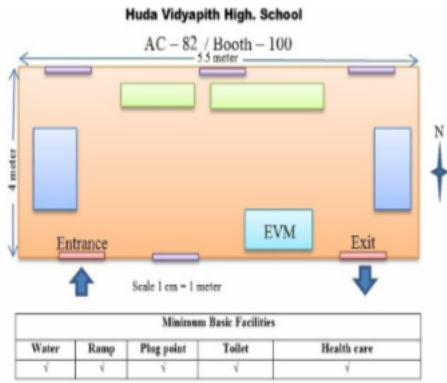 Huda Vidyapith High. School
AC – 82 / Booth – 100
5.5 meter
4 meter
N
EVM
Entrance
Exit
Scale 1 cm = 1 meter
Minimum Basic Facilities
Water Ramp Plug point Toilet Health care
√ √ √ √ √